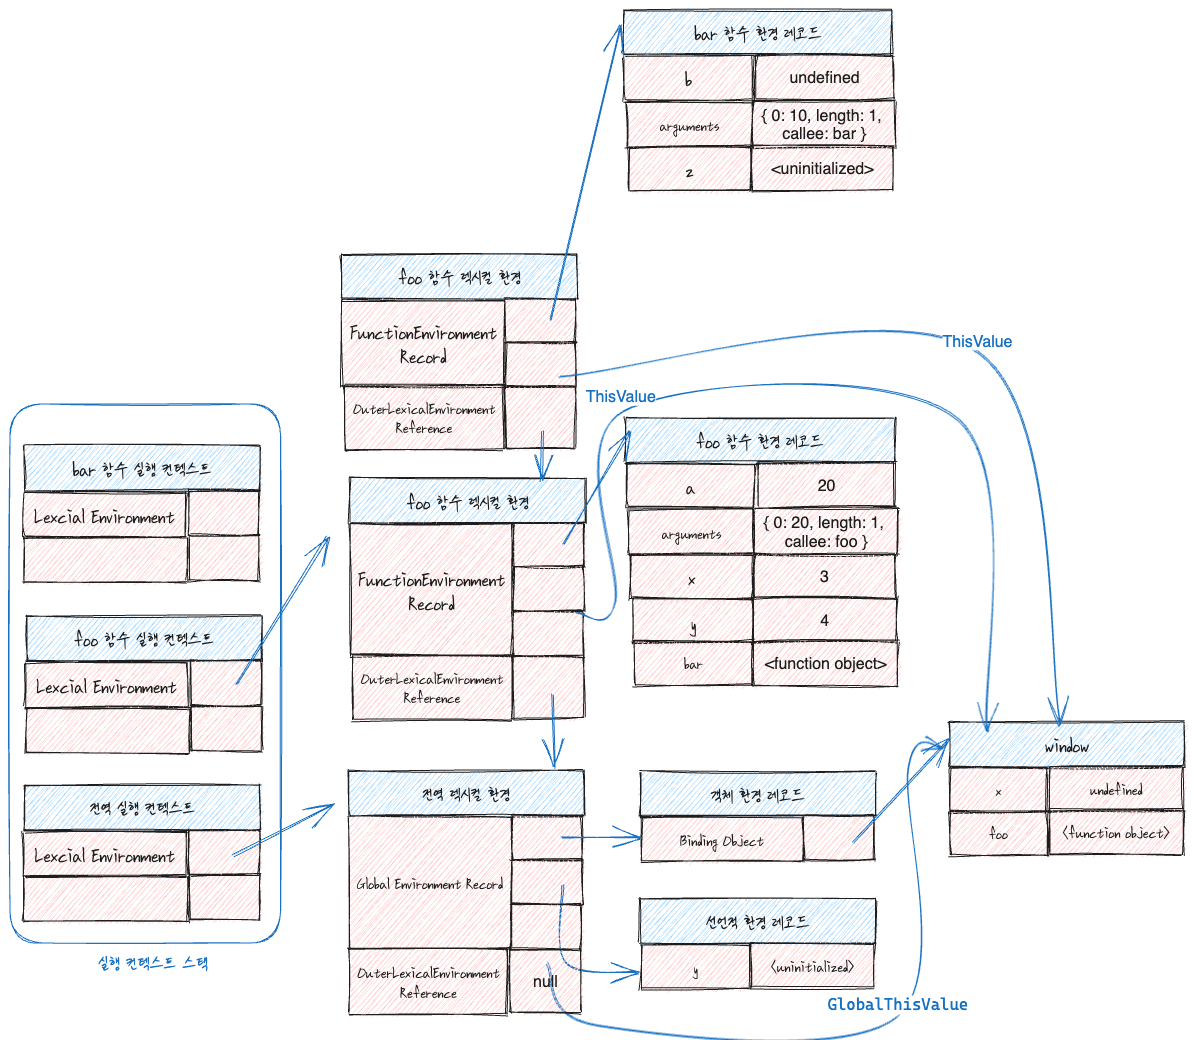 bar 함수 환경 레코드
b
undefined
arguments
{ 0: 10, length: 1,
callee: bar }
z
<uninitialized>
foo 함수 렉시컬 환경
FunctionEnvironment
Record
OuterLexicalEnvironment
Reference
ThisValue
ThisValue
foo 함수 환경 레코드
a
20
arguments
{ 0: 20, length: 1,
callee: foo }
x
3
y
4
bar
<function object>
foo 함수 렉시컬 환경
FunctionEnvironment
Record
OuterLexicalEnvironment
Reference
bar 함수 실행 컨텍스트
Lexcial Environment
foo 함수 실행 컨텍스트
Lexcial Environment
전역 실행 컨텍스트
Lexcial Environment
실행 컨텍스트 스택
전역 렉시컬 환경
Global Environment Record
OuterLexicalEnvironment
Reference
null
객체 환경 레코드
Binding Object
선언적 환경 레코드
y
<uninitialized>
GlobalThisValue
window
x
undefined
foo
<function object>